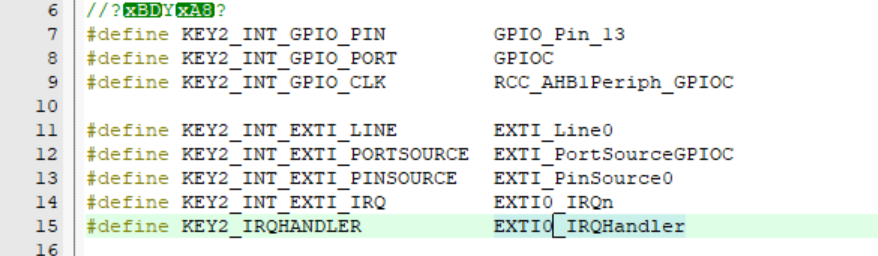 6 //?xBDYxA8?
7 #define KEY2_INT_GPIO_PIN GPIO_Pin_13
8 #define KEY2_INT_GPIO_PORT GPIOC
9 #define KEY2_INT_GPIO_CLK RCC_AHB1Periph_GPIOC
10
11 #define KEY2_INT_EXTI_LINE EXTI_Line0
12 #define KEY2_INT_EXTI_PORTSOURCE EXTI_PortSourceGPIOC
13 #define KEY2_INT_EXTI_PINSOURCE EXTI_PinSource0
14 #define KEY2_INT_EXTI_IRQ EXTI0_IRQn
15 #define KEY2_IRQHANDLER EXTI0_IRQHandler
16